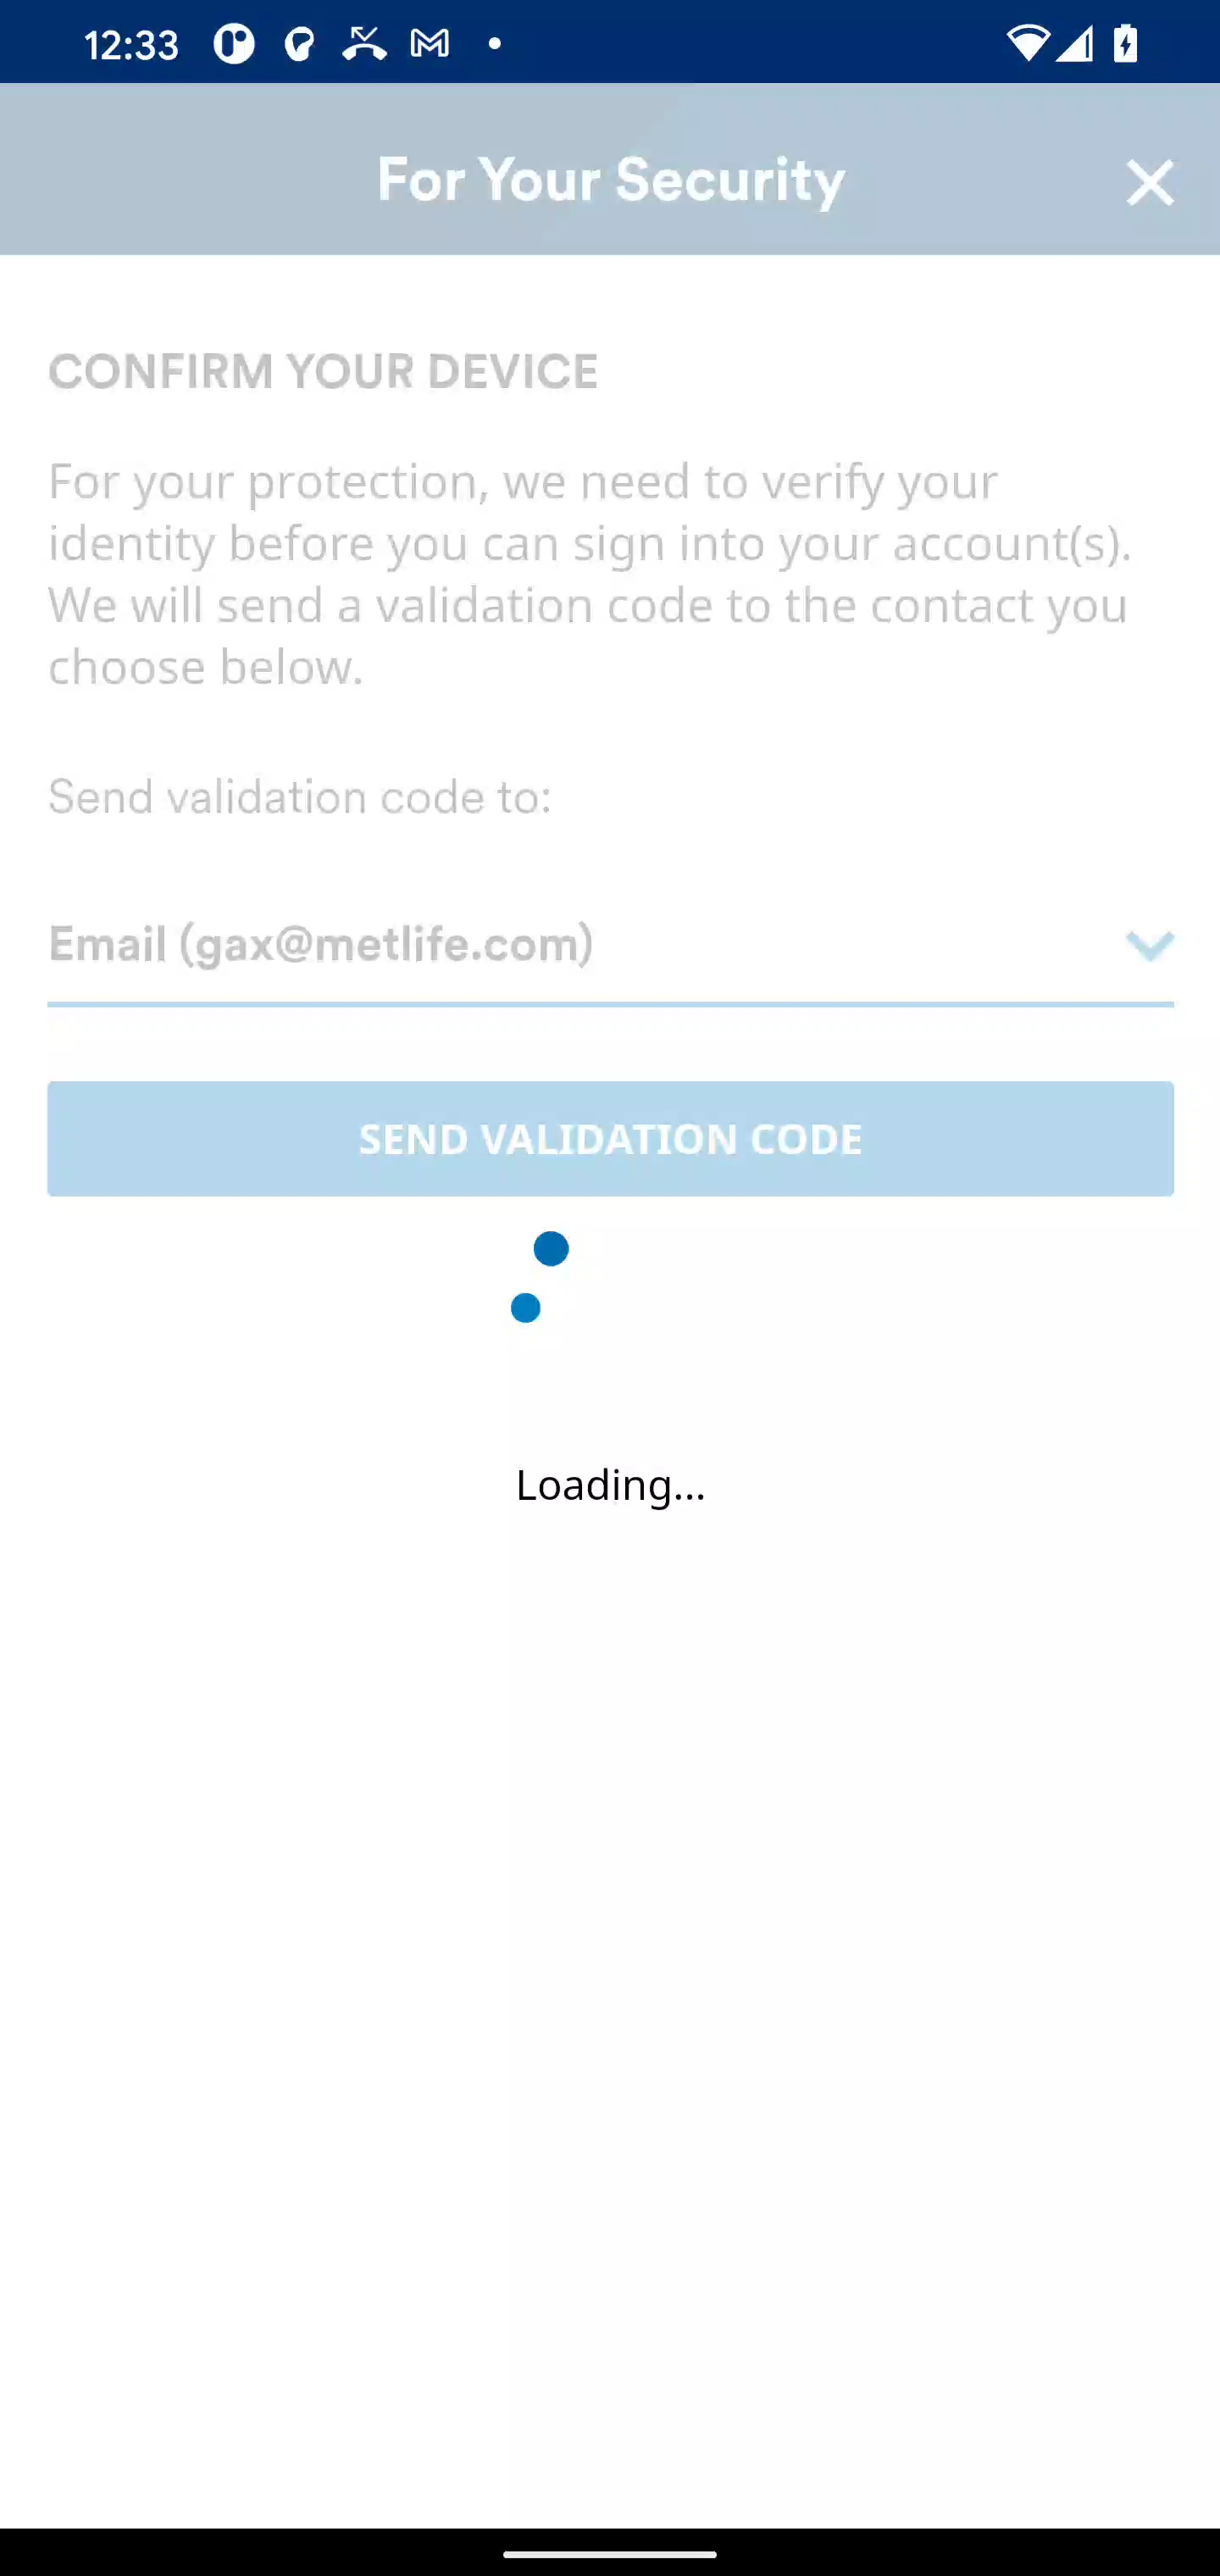 12:33
For Your Security
CONFIRM YOUR DEVICE
For your protection, we need to verify your
identity before you can sign into your account(s).
We will send a validation code to the contact you
choose below.
Send validation code to:
Email (gax@metlife.com)
SEND VALIDATION CODE
Loading...